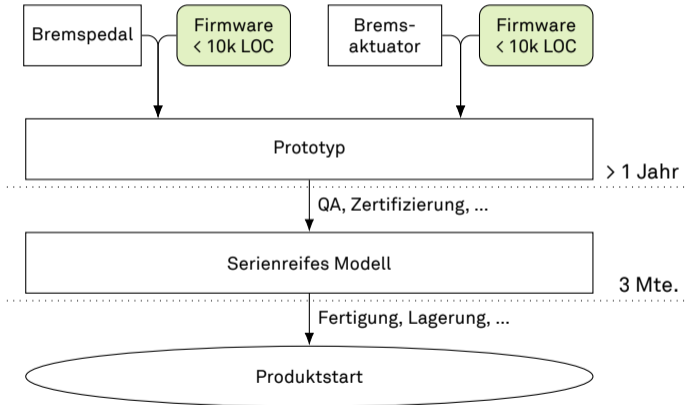 Bremspedal
Firmware
< 10k LOC
Brems-
aktuator
Firmware
< 10k LOC
Prototyp
> 1 Jahr
QA, Zertifizierung, ...
Serienreifes Modell
3 Mte.
Fertigung, Lagerung, ...
Produktstart